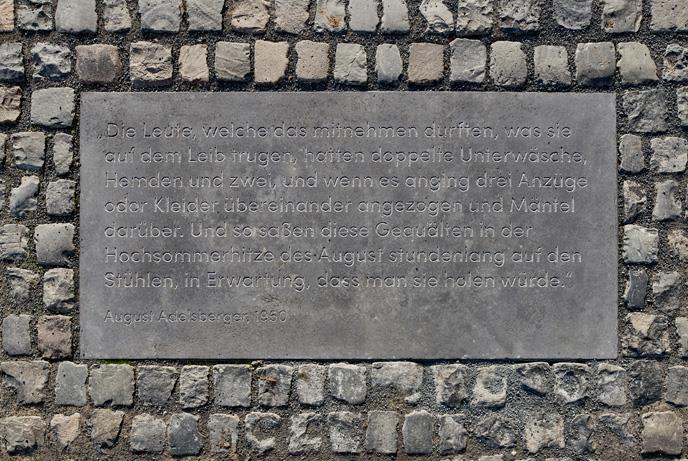 „Die Leute, welche das mitnehmen durften, was sie
auf dem Leib trugen, hatten doppelte Unterwäsche,
Hemden und zwei, und wenn es anging drei Anzüge
oder Kleider übereinander angezogen und Mäntel
darüber. Und so saßen diese Gequälten in der
Hochsommerhitze des August stundenlang auf den
Stühlen, in Erwartung, dass man sie holen würde.“
August Adelsberger, 1950